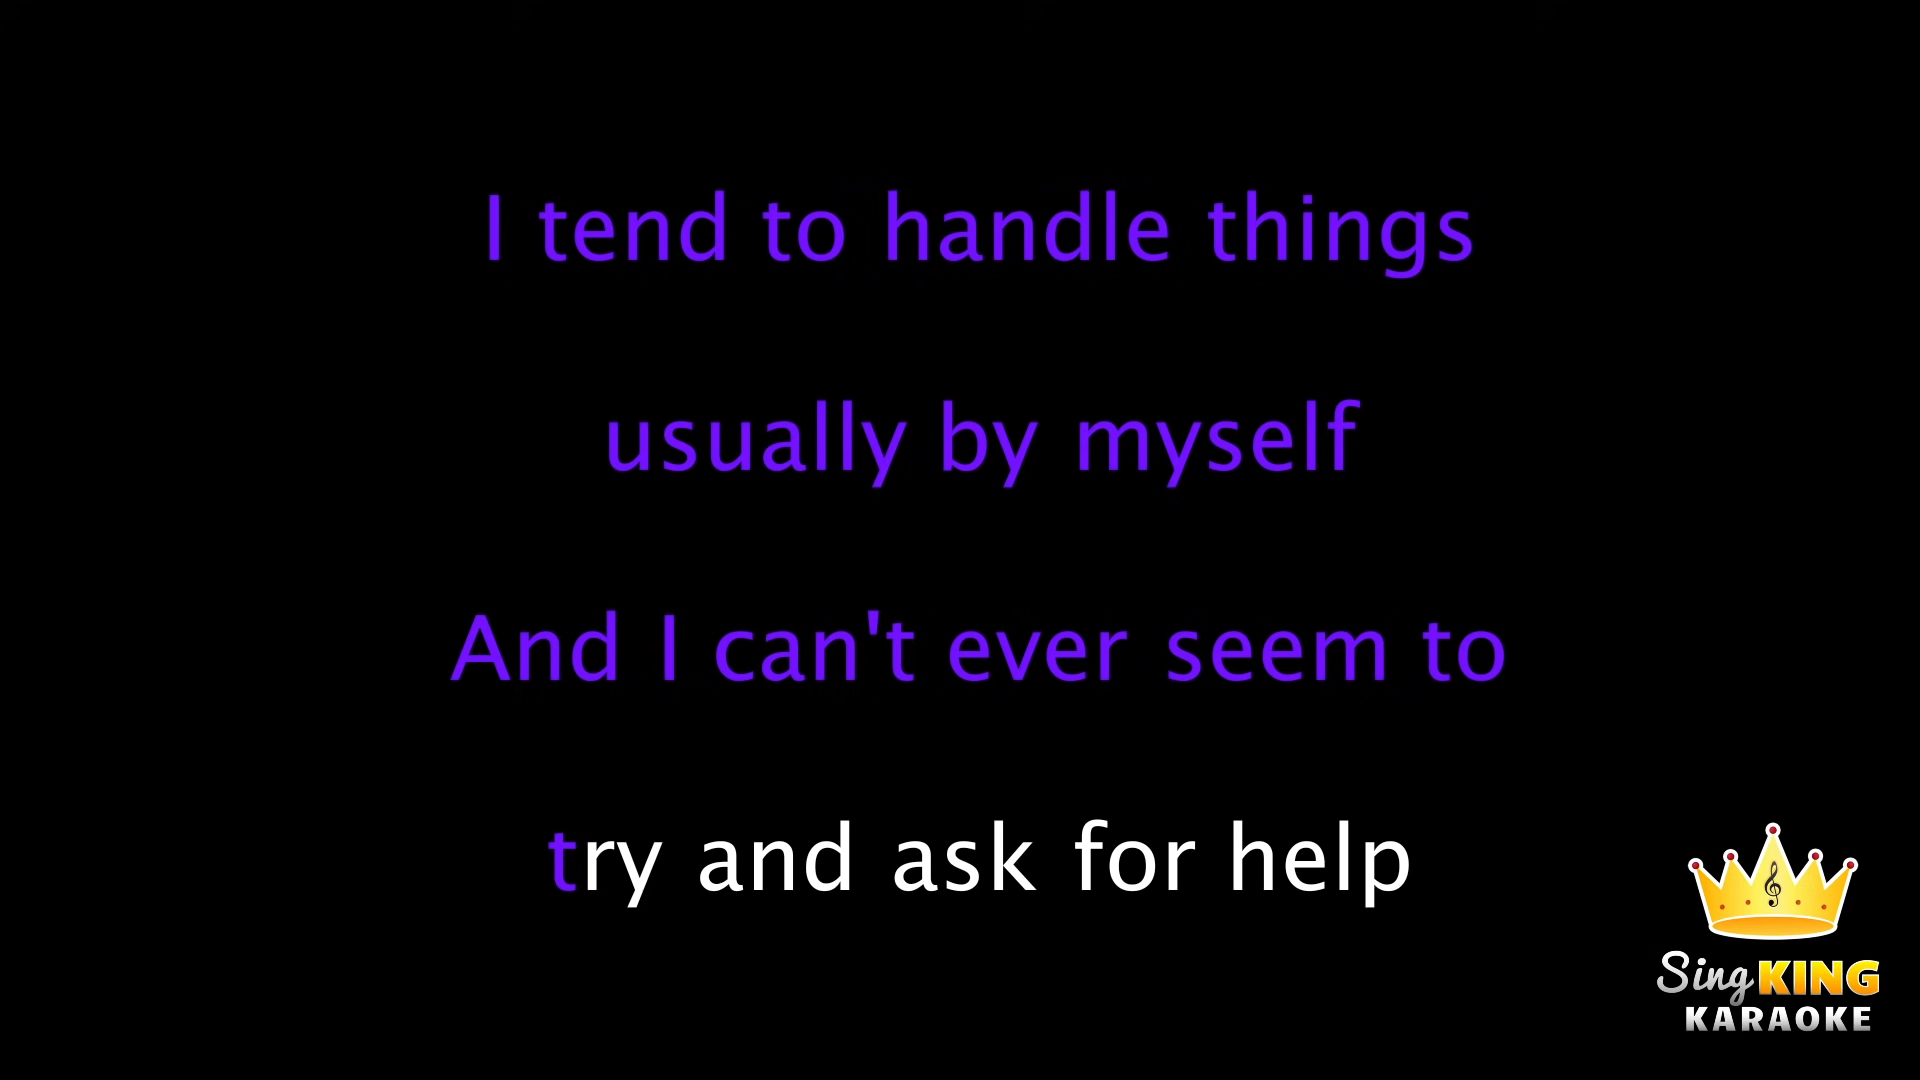 I tend to handle things
usually by myself
And I can't ever seem to
try and ask for help
Sing KING
KARAOKE